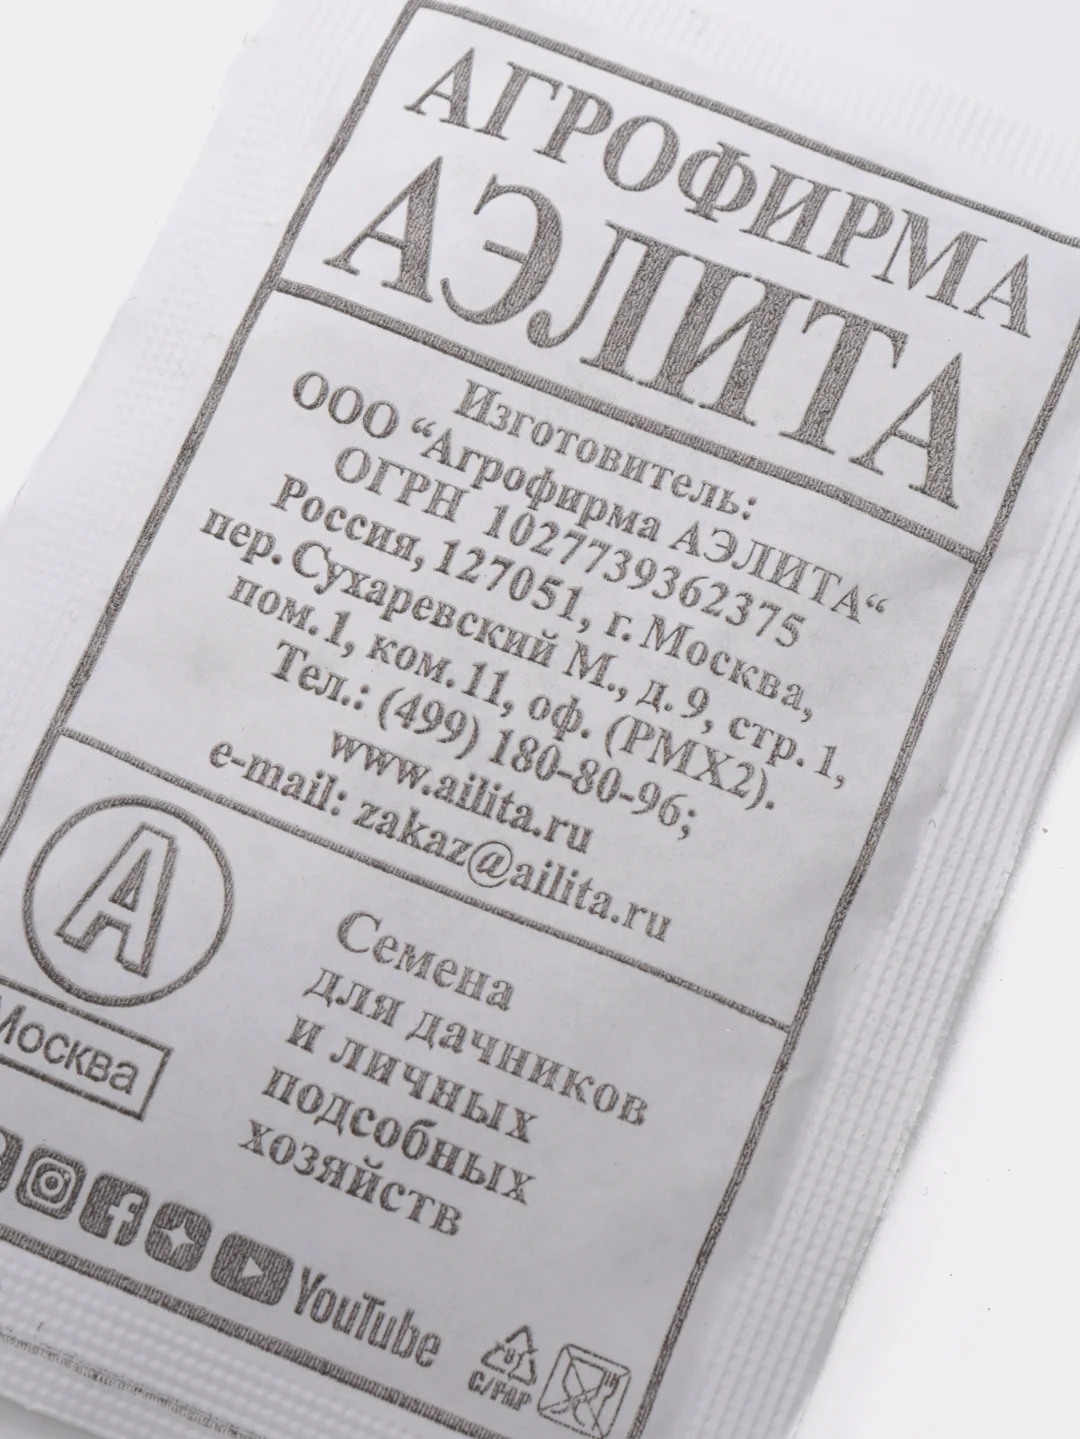 АГРОФИРМА
АЭЛИТА
Изготовитель:
ООО “Агрофирма АЭЛИТА“
ОГРН 1027739362375
Россия, 127051, г. Москва,
пер. Сухаревский М., д. 9, стр. 1,
пом.1, ком.11, оф. (РМХ2).
Тел.: (499) 180-80-96;
www.ailita.ru
e-mail: zakaz@ailita.ru
А
Москва
Семена
для дачников
и личных
подсобных
хозяйств
YouTube
C/PAP